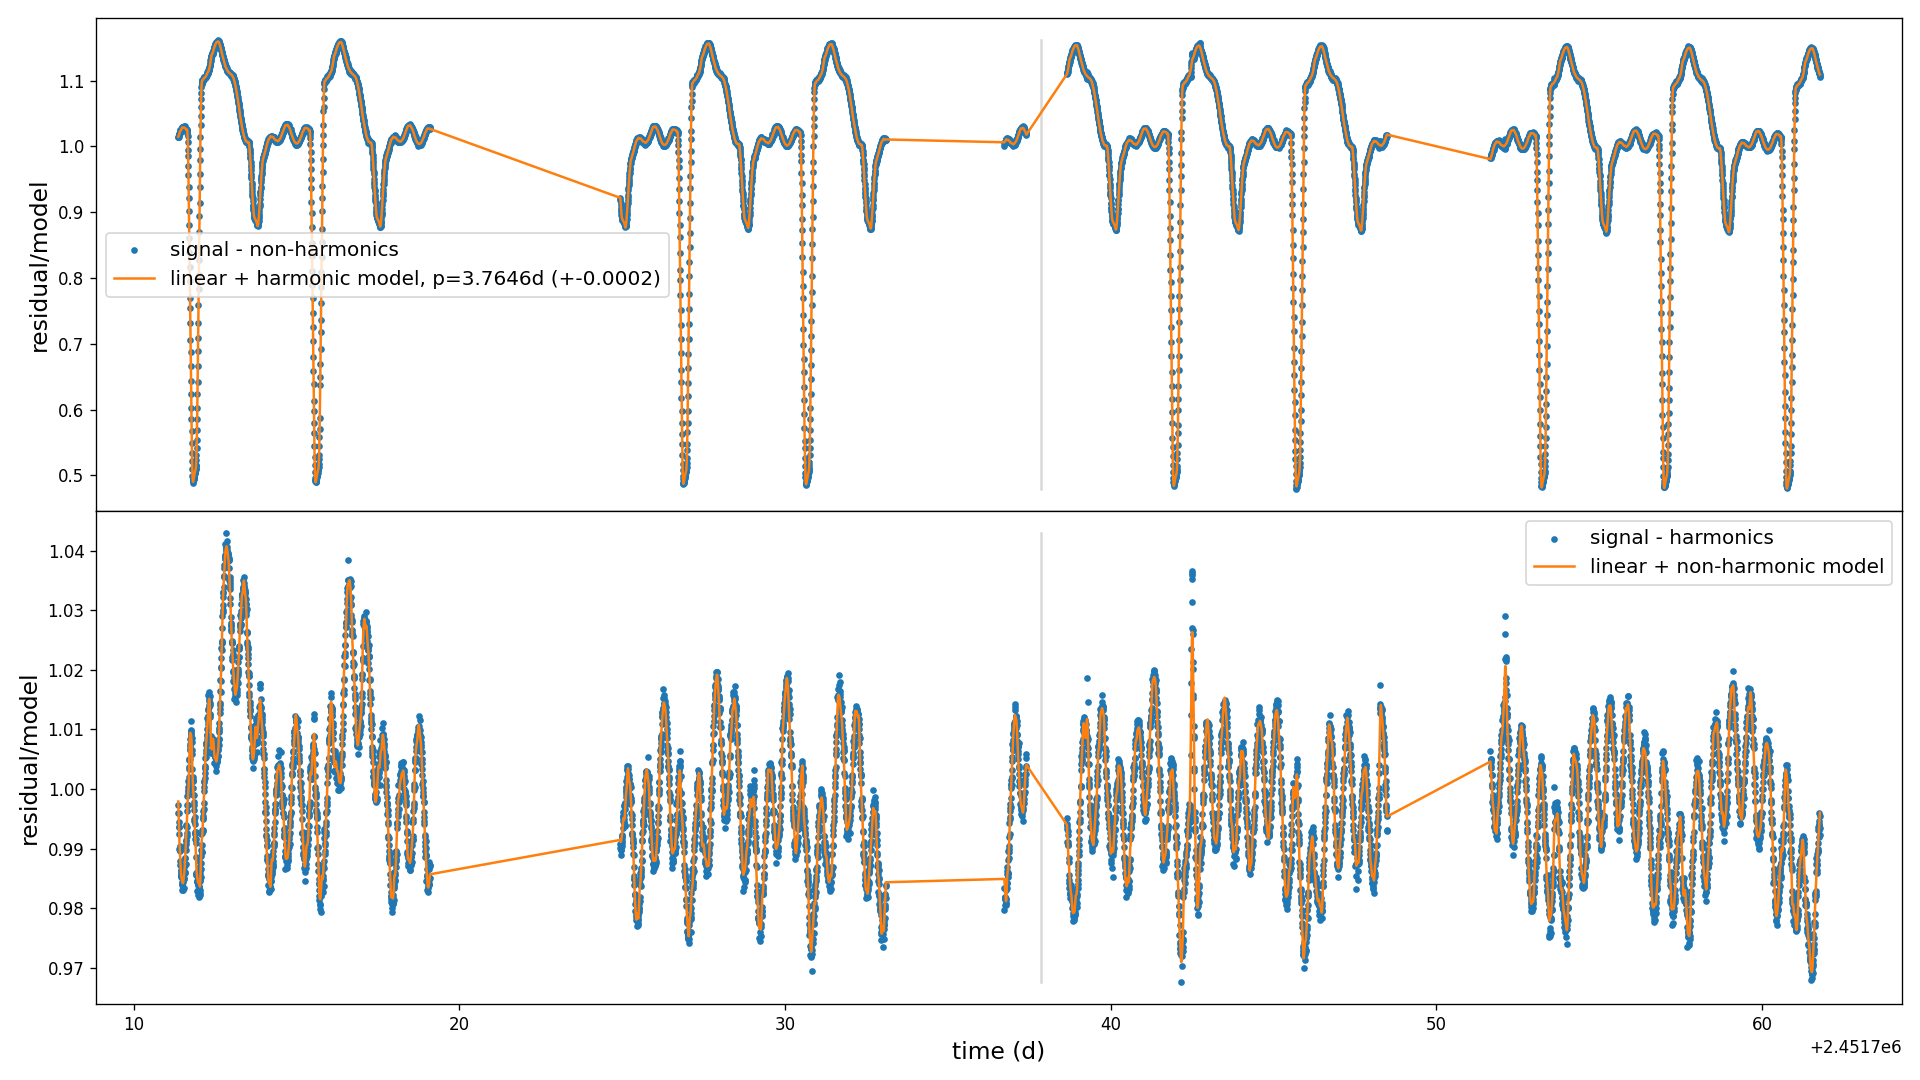 1.1
1.0
0.9
0.8
0.7
0.6
0.5
residual/model
signal - non-harmonics
linear + harmonic model, p=3.7646d (+-0.0002)
1.04
1.03
1.02
1.01
1.00
0.99
0.98
0.97
residual/model
signal - harmonics
linear + non-harmonic model
10
20
30
40
50
60
time (d)
+2.4517e6